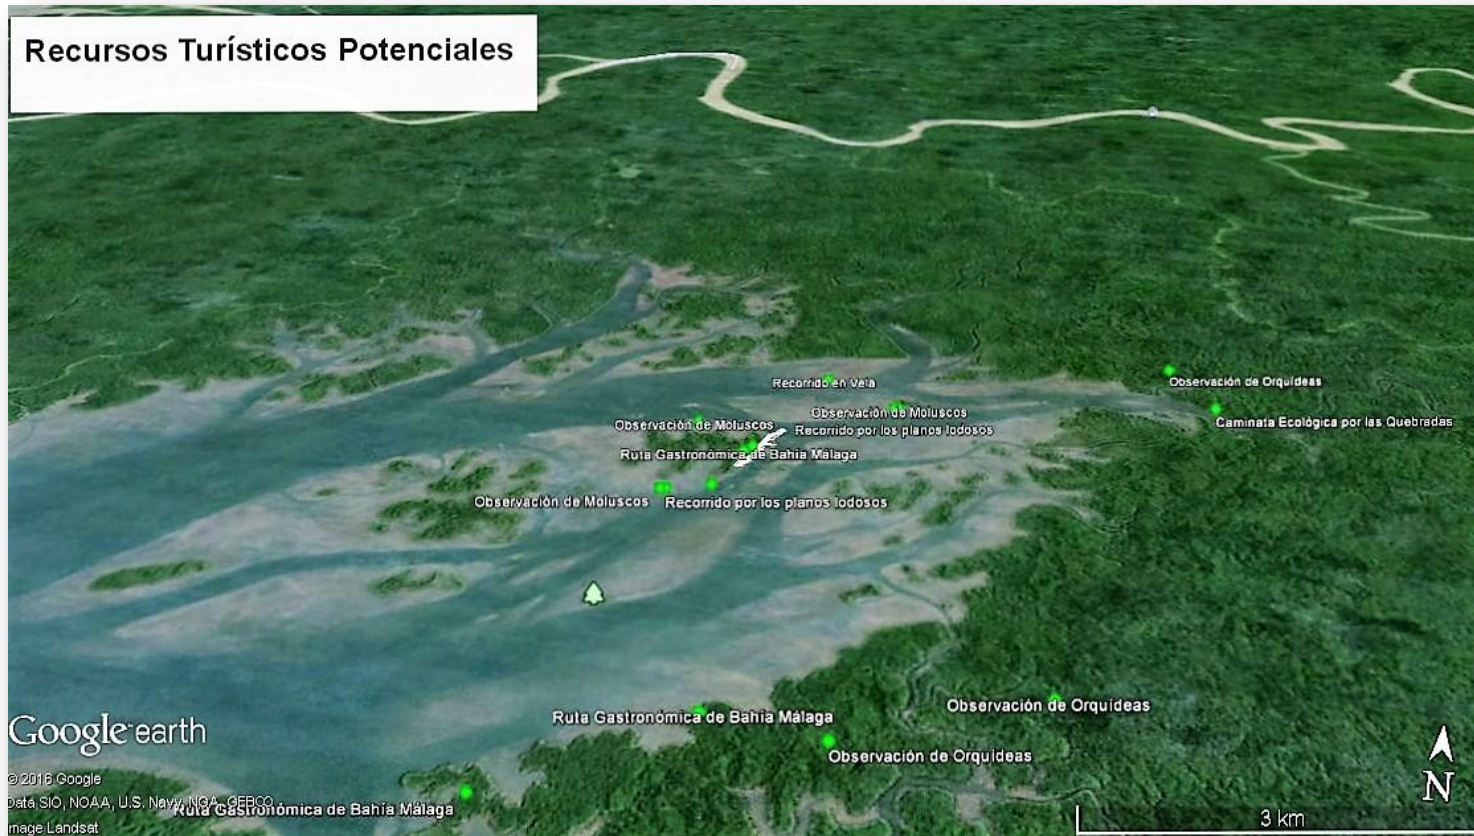 Recursos Turísticos Potenciales
Recorrido en Vela
Observación de Orquídeas
Observación de Moluscos
Caminata Ecológica por las Quebradas
Observación de Moluscos
Recorrido por los planos lodosos
Ruta Gastronómica de Bahía Málaga
Observación de Moluscos
Recorrido por los planos lodosos
Observación de Orquídeas
Ruta Gastronómica de Bahía Málaga
Google earth
Observación de Orquídeas
© 2016 Google
Data SIO, NOAA, U.S. Navy, NGA, GEBCO
Ruta Gastronómica de Bahía Málaga
N
3 km
Image Landsat